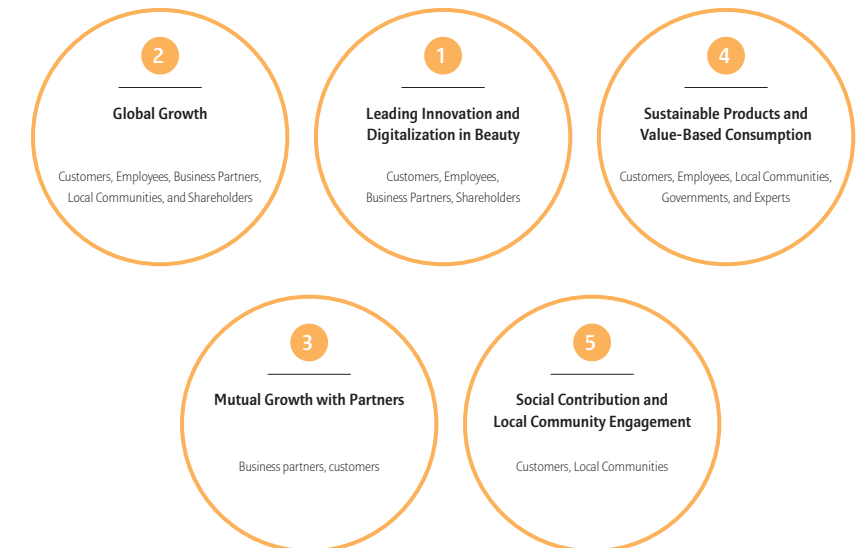 2
Global Growth
Customers, Employees, Business Partners,
Local Communities, and Shareholders
1
Leading Innovation and
Digitalization in Beauty
Customers, Employees,
Business Partners, Shareholders
4
Sustainable Products and
Value-Based Consumption
Customers, Employees, Local Communities,
Governments, and Experts
3
Mutual Growth with Partners
Business partners, customers
5
Social Contribution and
Local Community Engagement
Customers, Local Communities